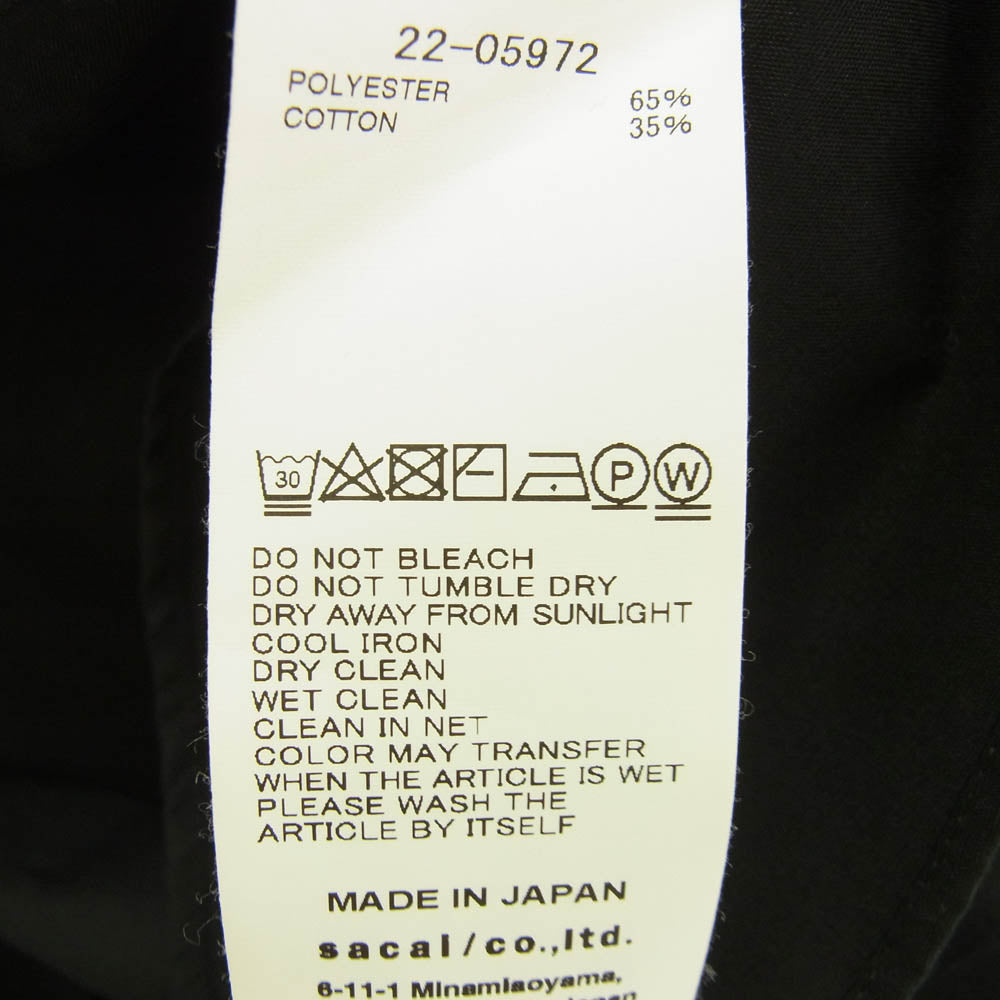 22-05972
POLYESTER 65%
COTTON 35%
30 P W
DO NOT BLEACH
DO NOT TUMBLE DRY
DRY AWAY FROM SUNLIGHT
COOL IRON
DRY CLEAN
WET CLEAN
CLEAN IN NET
COLOR MAY TRANSFER
WHEN THE ARTICLE IS WET
PLEASE WASH THE
ARTICLE BY ITSELF
MADE IN JAPAN
sacai/co.,ltd.
6-11-1 Minamiaoyama,